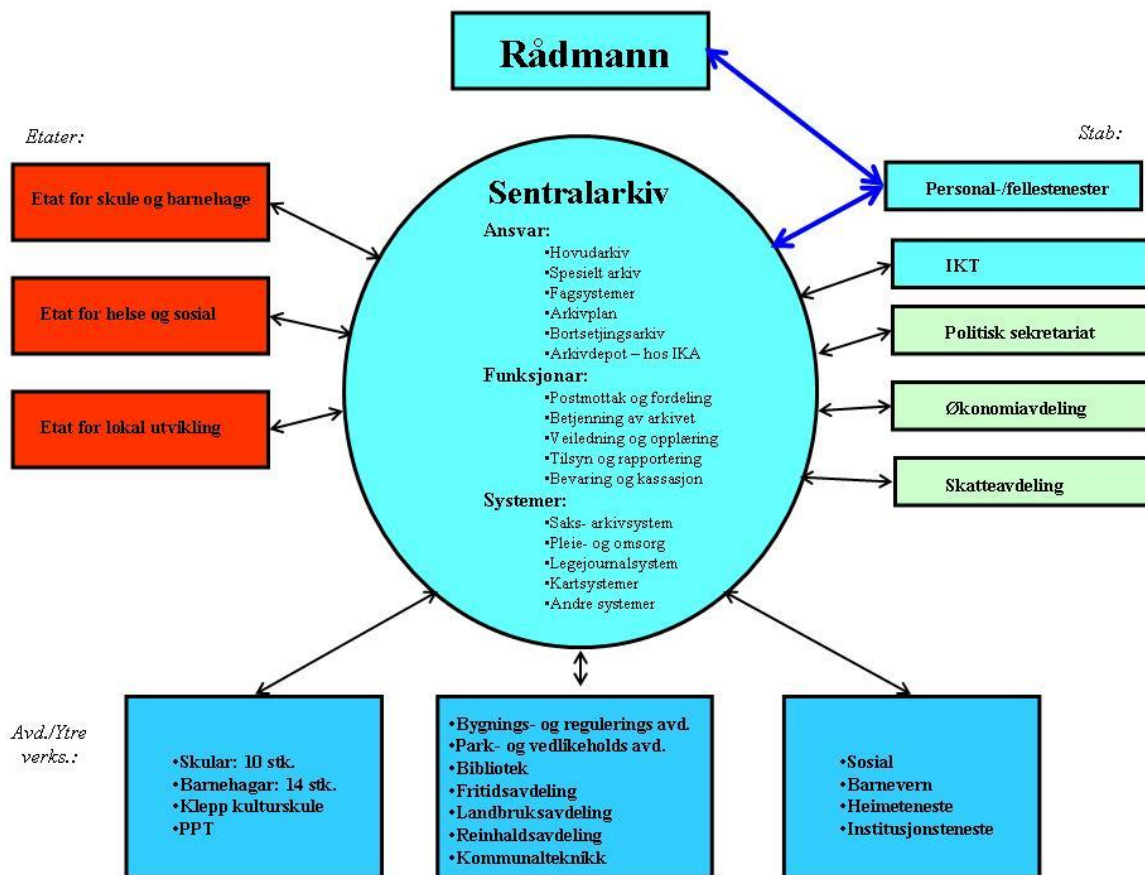 Rådmann
Etater:
Stab:
Etat for skule og barnehage
Etat for helse og sosial
Etat for lokal utvikling
Sentralarkiv
Ansvar:
•Hovudarkiv
•Spesielt arkiv
•Fagsystemer
•Arkivplan
•Bortsetjingsarkiv
•Arkivdepot – hos IKA
Funksjonar:
•Postmottak og fordeling
•Betjenning av arkivet
•Veiledning og opplæring
•Tilsyn og rapportering
•Bevaring og kassasjon
Systemer:
•Saks- arkivsystem
•Pleie- og omsorg
•Legejournalsystem
•Kartsystemer
•Andre systemer
Personal-/fellestenester
IKT
Politisk sekretariat
Økonomiavdeling
Skatteavdeling
Avd./Ytre
verks.:
•Skular: 10 stk.
•Barnehagar: 14 stk.
•Klepp kulturskule
•PPT
•Bygnings- og regulerings avd.
•Park- og vedlikeholds avd.
•Bibliotek
•Fritidsavdeling
•Landbruksavdeling
•Reinhaldsavdeling
•Kommunalteknikk
•Sosial
•Barnevern
•Heimeteneste
•Institusjonsteneste